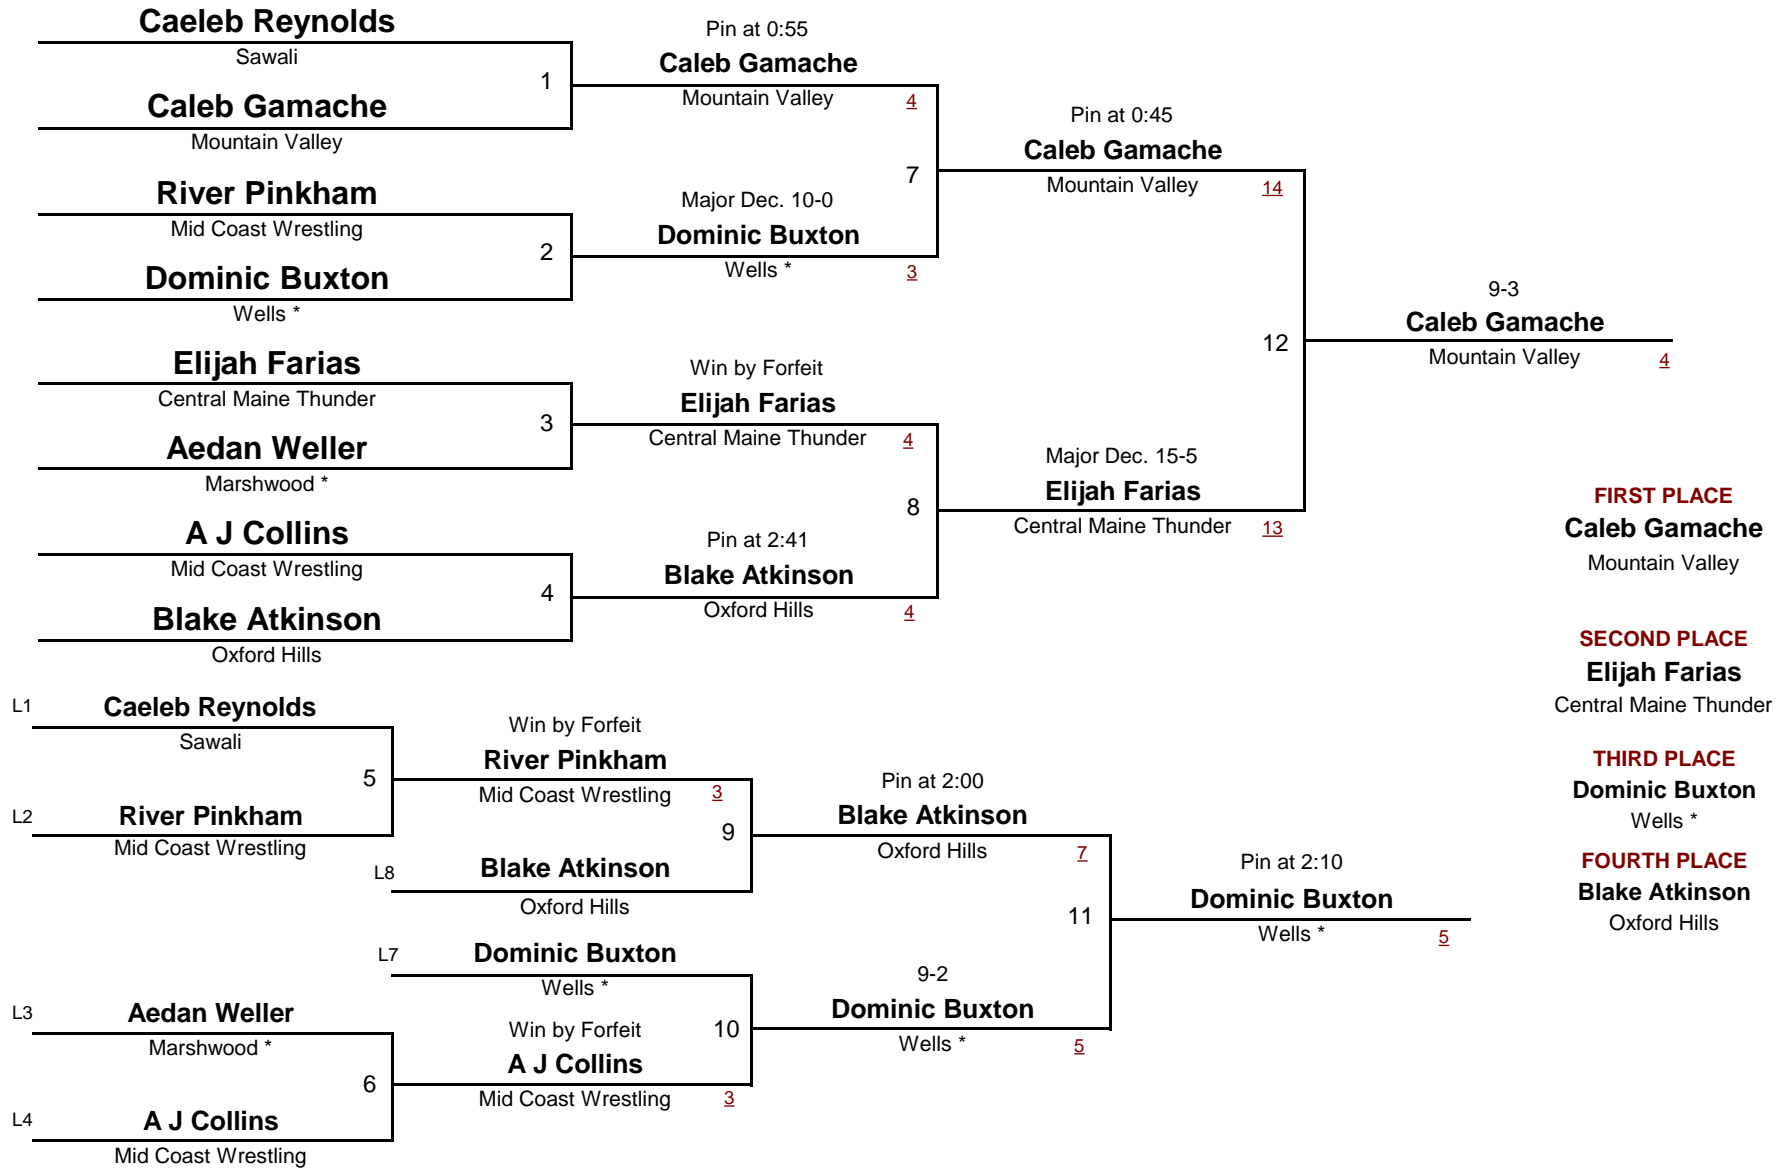 Caeleb Reynolds
Sawali
1
Caleb Gamache
Mountain Valley
River Pinkham
Mid Coast Wrestling
2
Dominic Buxton
Wells *
Elijah Farias
Central Maine Thunder
3
Aedan Weller
Marshwood *
A J Collins
Mid Coast Wrestling
4
Blake Atkinson
Oxford Hills
Pin at 0:55
Caleb Gamache
Mountain Valley 4
7
Major Dec. 10-0
Dominic Buxton
Wells * 3
Win by Forfeit
Elijah Farias
Central Maine Thunder 4
8
Pin at 2:41
Blake Atkinson
Oxford Hills 4
Pin at 0:45
Caleb Gamache
Mountain Valley 14
12
Major Dec. 15-5
Elijah Farias
Central Maine Thunder 13
9-3
Caleb Gamache
Mountain Valley 4
FIRST PLACE
Caleb Gamache
Mountain Valley
SECOND PLACE
Elijah Farias
Central Maine Thunder
THIRD PLACE
Dominic Buxton
Wells *
FOURTH PLACE
Blake Atkinson
Oxford Hills
L1 Caeleb Reynolds
Sawali
5
L2 River Pinkham
Mid Coast Wrestling
L3 Aedan Weller
Marshwood *
6
L4 A J Collins
Mid Coast Wrestling
Win by Forfeit
River Pinkham
Mid Coast Wrestling 3
9
L8 Blake Atkinson
Oxford Hills
L7 Dominic Buxton
Wells *
Win by Forfeit 10
A J Collins
Mid Coast Wrestling 3
Pin at 2:00
Blake Atkinson
Oxford Hills 7
11
9-2
Dominic Buxton
Wells * 5
Pin at 2:10
Dominic Buxton
Wells * 5